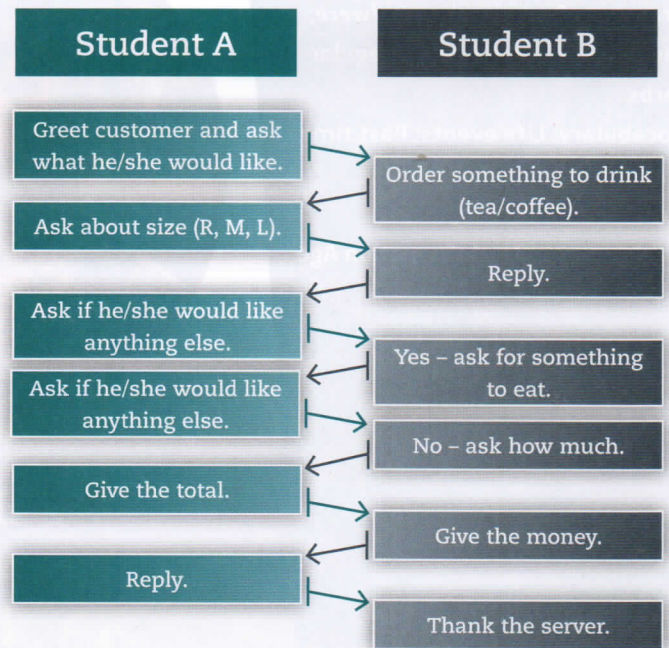 Student A
Student B
Greet customer and ask
what he/she would like.
Order something to drink
(tea/coffee).
Ask about size (R, M, L).
Reply.
Ask if he/she would like
anything else.
Yes – ask for something
to eat.
Ask if he/she would like
anything else.
No – ask how much.
Give the total.
Give the money.
Reply.
Thank the server.